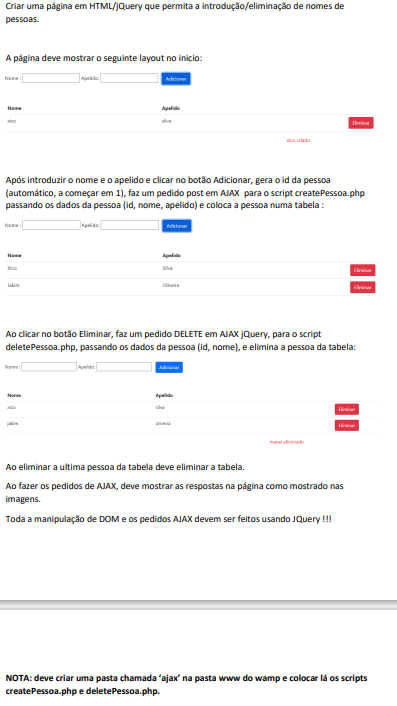 Criar uma página em HTML/jQuery que permita a introdução/eliminação de nomes de
pessoas.
A página deve mostrar o seguinte layout no inicio:
Nome : Apelido: Adicionar
Nome Apelido
xico silva Eliminar
xico criado
Após introduzir o nome e o apelido e clicar no botão Adicionar, gera o id da pessoa
(automático, a começar em 1), faz um pedido post em AJAX para o script createPessoa.php
passando os dados da pessoa (id, nome, apelido) e coloca a pessoa numa tabela :
Nome : Apelido: Adicionar
Nome Apelido
Xico Silva Eliminar
Jakim Oliveira Eliminar
Ao clicar no botão Eliminar, faz um pedido DELETE em AJAX jQuery, para o script
deletePessoa.php, passando os dados da pessoa (id, nome), e elimina a pessoa da tabela:
Nome : Apelido: Adicionar
Nome Apelido
xico silva Eliminar
jakim oliveira Eliminar
manel eliminado
Ao eliminar a ultima pessoa da tabela deve eliminar a tabela.
Ao fazer os pedidos de AJAX, deve mostrar as respostas na página como mostrado nas
imagens.
Toda a manipulação de DOM e os pedidos AJAX devem ser feitos usando JQuery !!!
NOTA: deve criar uma pasta chamada ‘ajax’ na pasta www do wamp e colocar lá os scripts
createPessoa.php e deletePessoa.php.